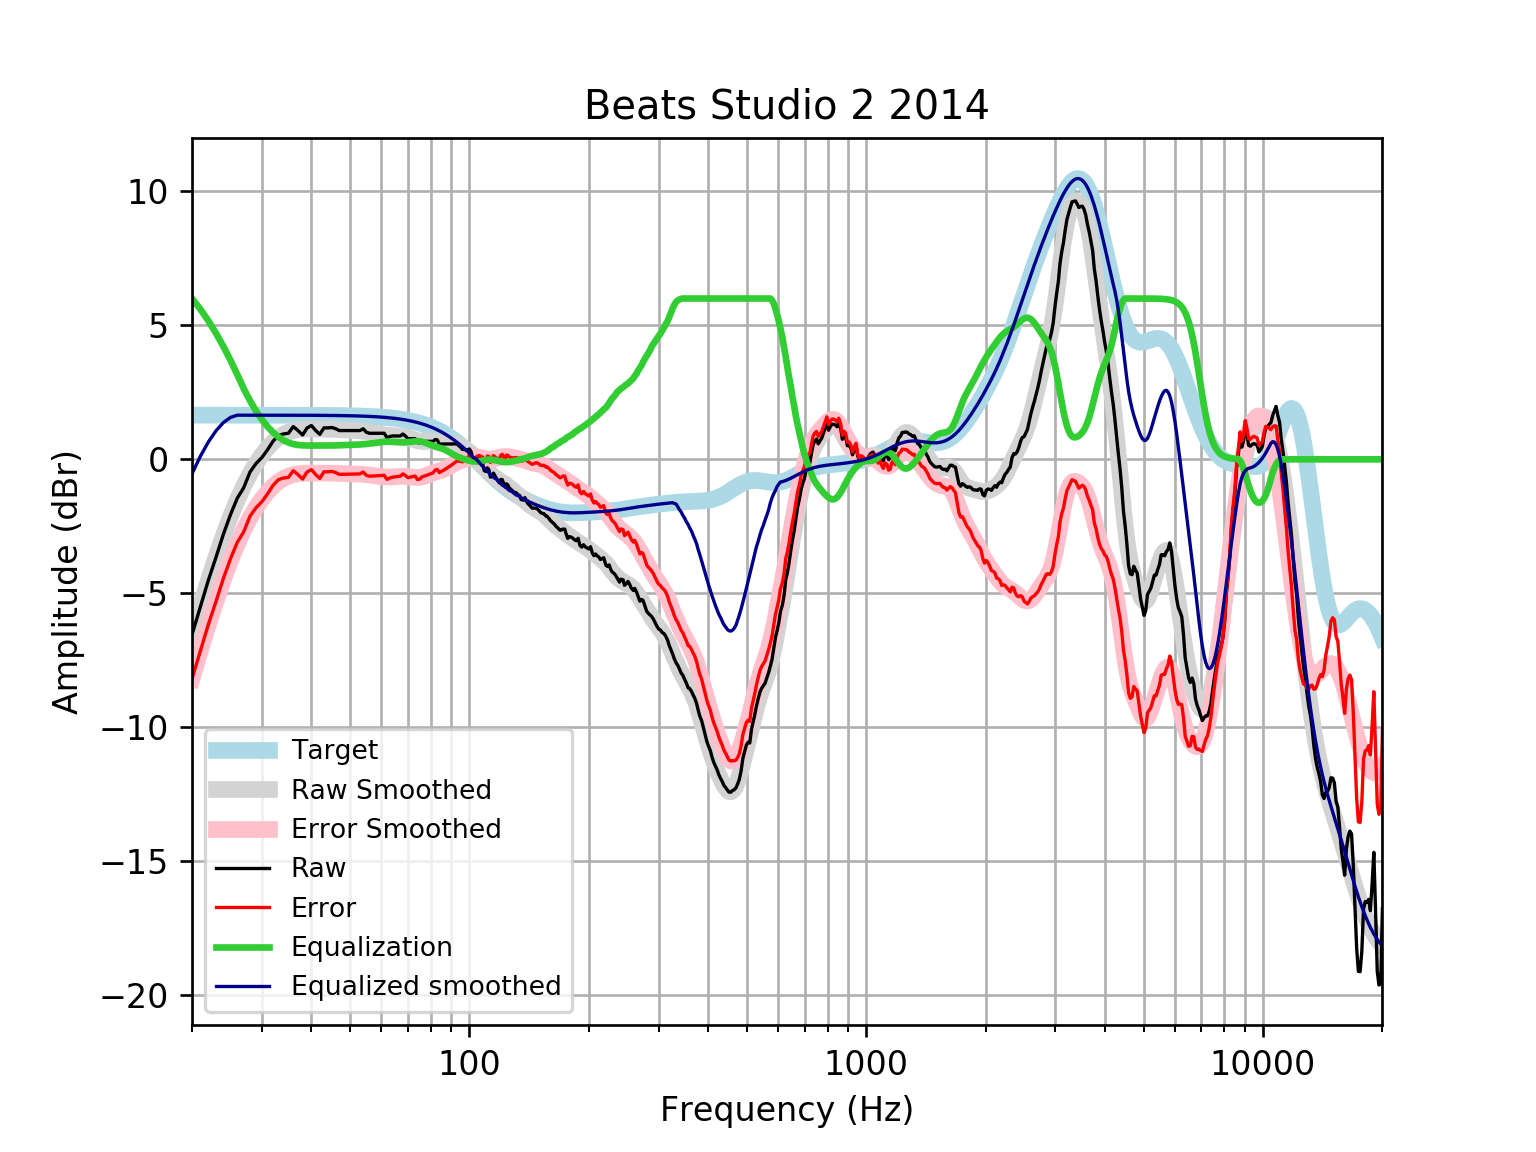 Beats Studio 2 2014
10
5
0
−5
−10
−15
−20
Amplitude (dBr)
Target
Raw Smoothed
Error Smoothed
Raw
Error
Equalization
Equalized smoothed
100
1000
10000
Frequency (Hz)